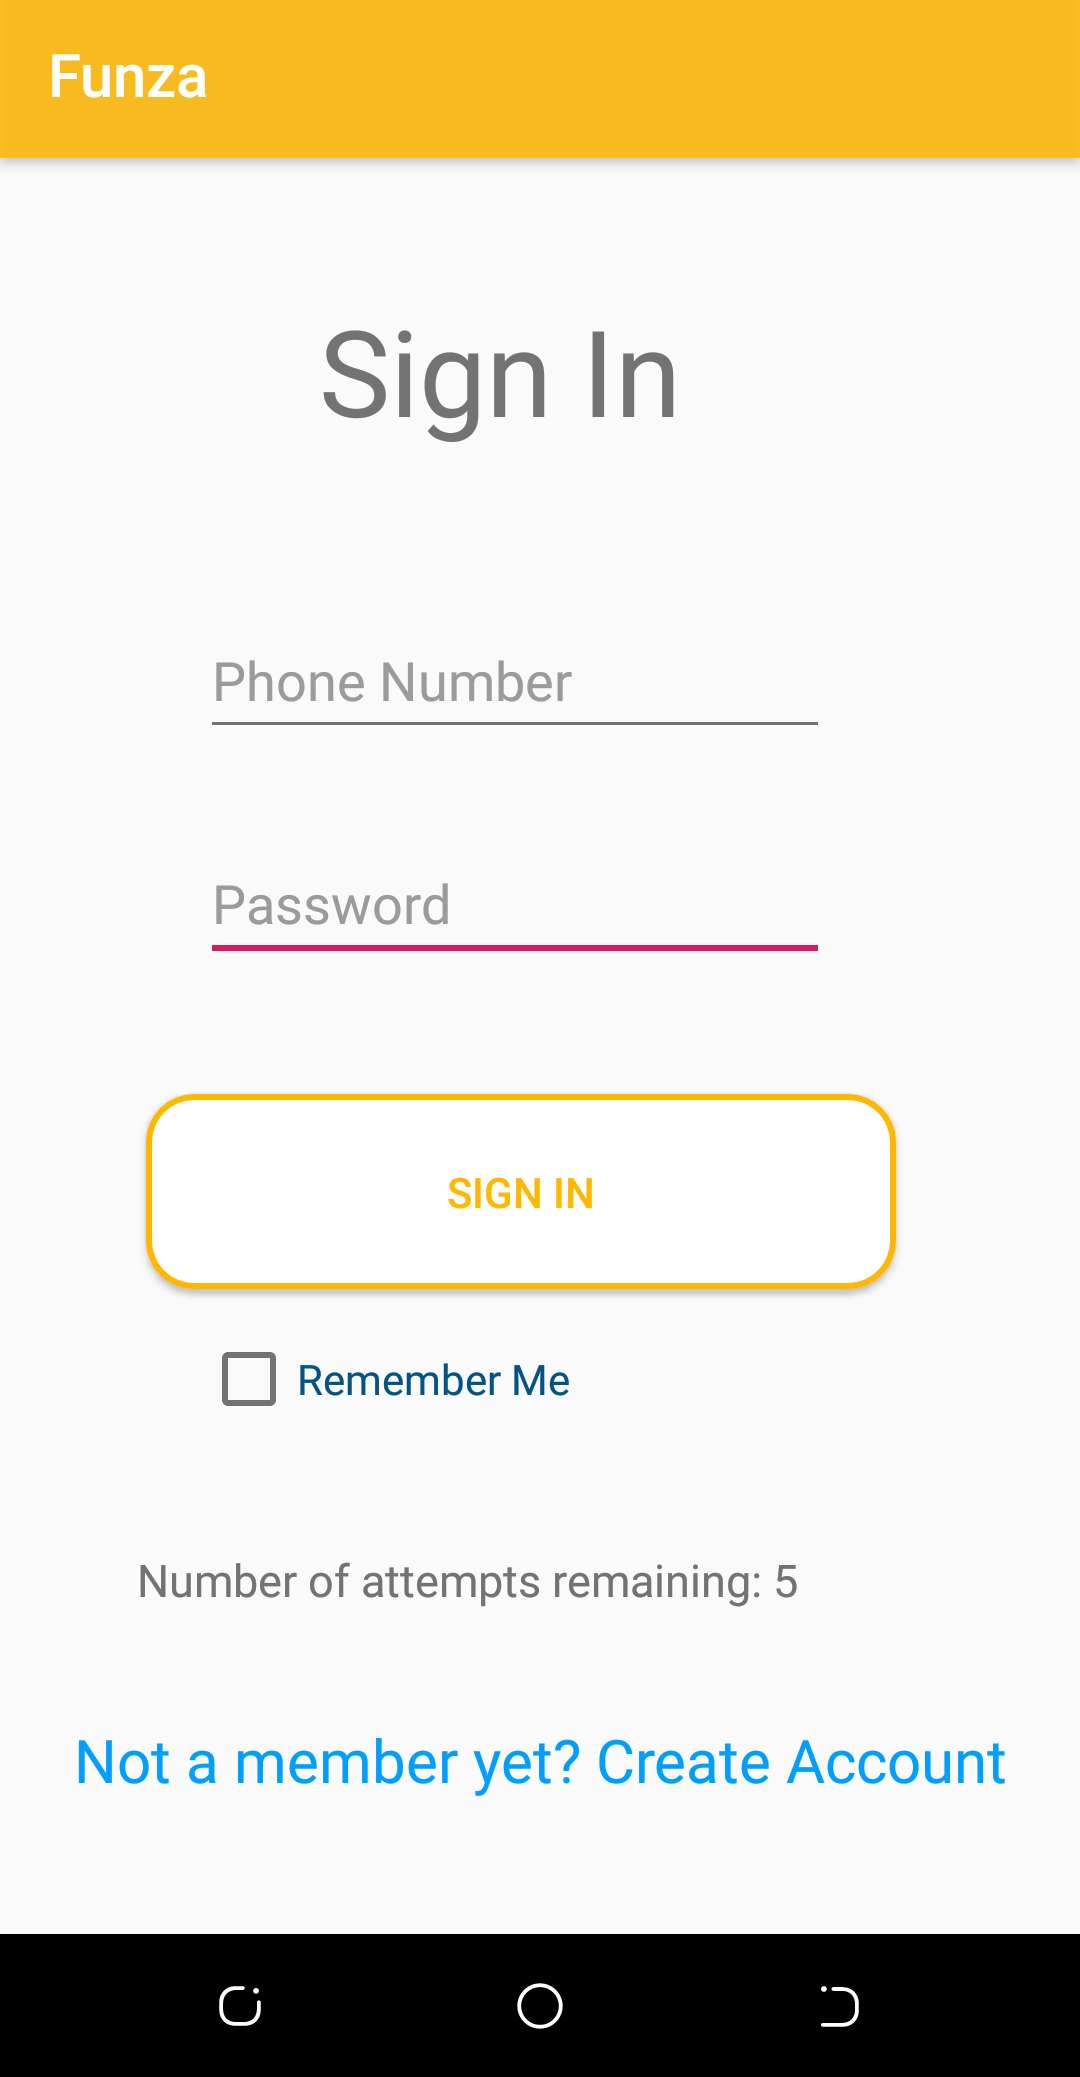 Funza
Sign In
Phone Number
Password
SIGN IN
Remember Me
Number of attempts remaining: 5
Not a member yet? Create Account